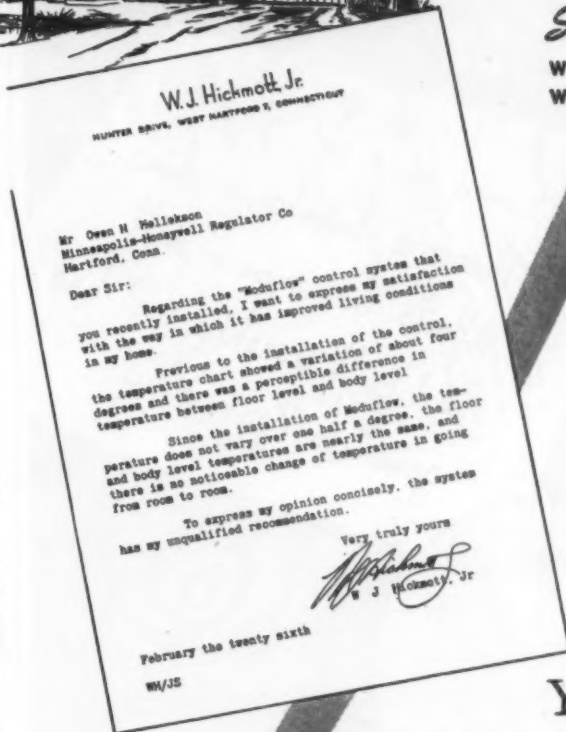 W. J. Hickmott, Jr.
HUNTER DRIVE, WEST HARTFORD 7, CONNECTICUT
Mr Owen H Hellekson
Minneapolis-Honeywell Regulator Co
Hartford, Conn.
Dear Sir:
Regarding the "Moduflow" control system that
you recently installed, I want to express my satisfaction
with the way in which it has improved living conditions
in my home.
Previous to the installation of the control,
the temperature chart showed a variation of about four
degrees and there was a perceptible difference in
temperature between floor level and body level
Since the installation of Moduflow, the tem-
perature does not vary over one half a degree, the floor
and body level temperatures are nearly the same, and
there is no noticeable change of temperature in going
from room to room.
To express my opinion concisely, the system
has my unqualified recommendation.
Very truly yours
W J Hickmott, Jr
February the twenty sixth
WH/JS
W
W
Y